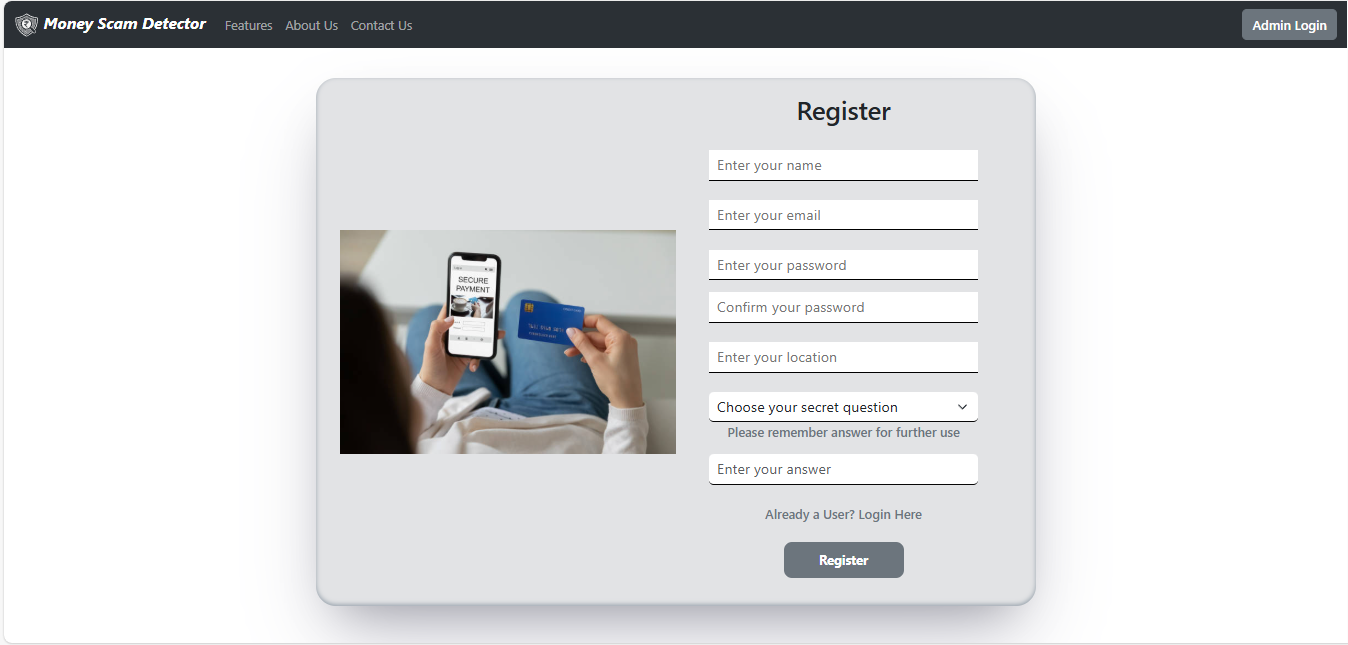 Money Scam Detector
Features
About Us
Contact Us
Admin Login
Register
Enter your name
Enter your email
Enter your password
Confirm your password
Enter your location
Choose your secret question
Please remember answer for further use
Enter your answer
Already a User? Login Here
Register
SECURE
PAYMENT